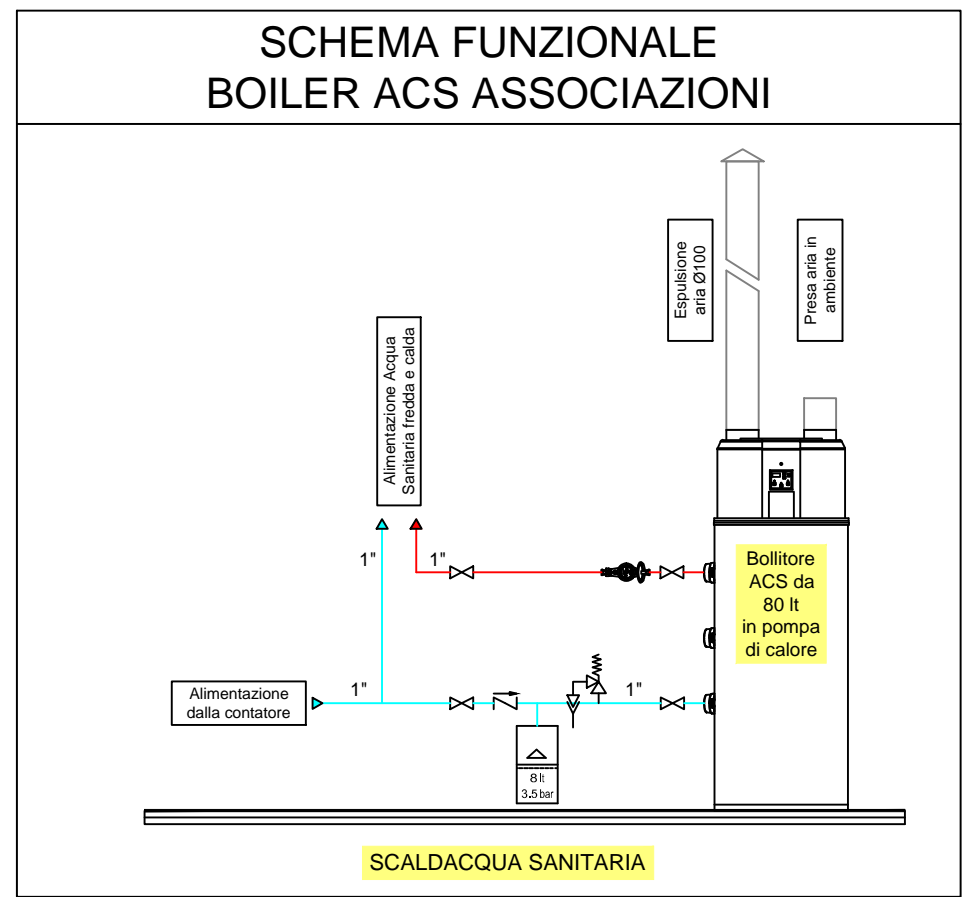 SCHEMA FUNZIONALE
BOILER ACS ASSOCIAZIONI
Espulsione
aria Ø100
Presa aria in
ambiente
Alimentazione Acqua
Sanitaria fredda e calda
1"
1"
Bollitore
ACS da
80 lt
in pompa
di calore
Alimentazione
dalla contatore
1"
1"
8 lt
3.5 bar
SCALDACQUA SANITARIA